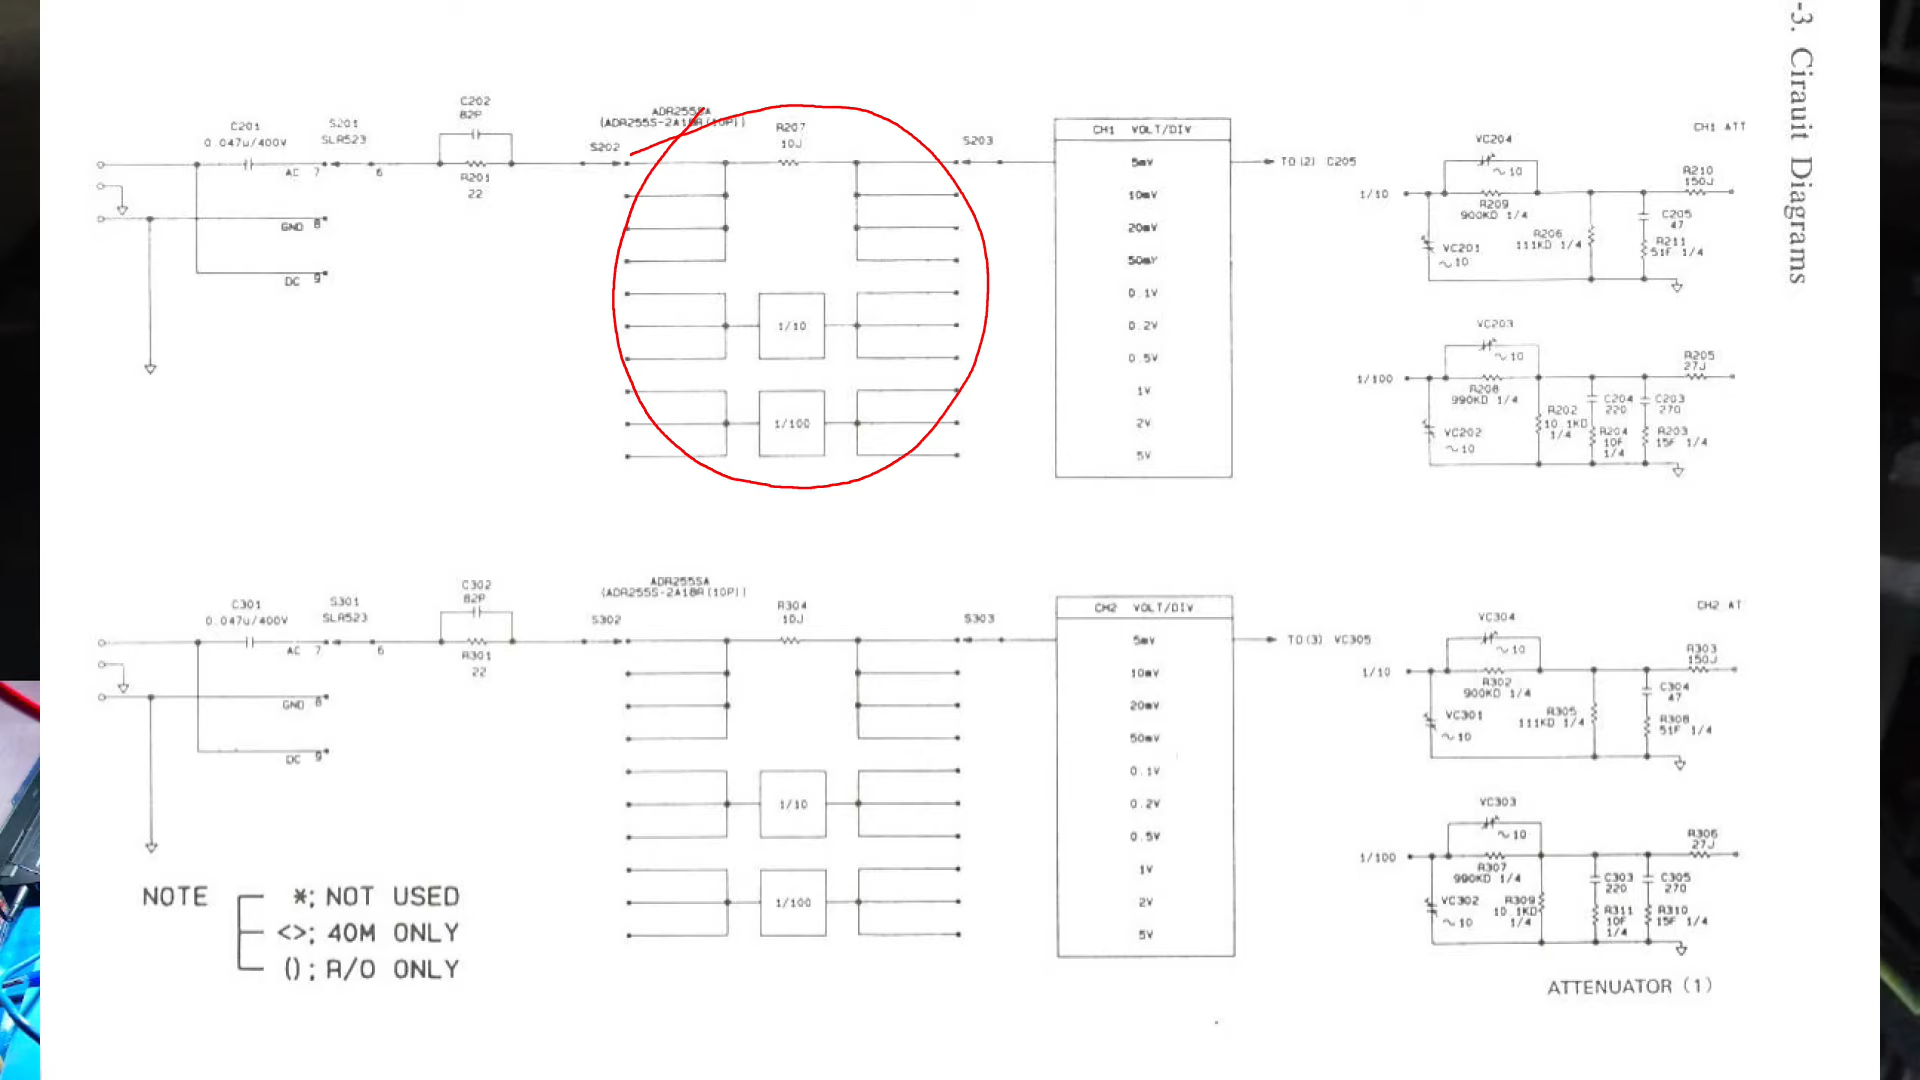 -3. Cirauit Diagrams
C201
0.047u/400V
S201
SLR523
C202
82P
AC 7
6
R201
22
GND 8
DC 9
S202
ADR255SA
(ADR255S-2A18R(10P))
R207
10J
S203
1/10
1/100
CH1 VOLT/DIV
5mV
10mV
20mV
50mV
0.1V
0.2V
0.5V
1V
2V
5V
TO(2) C205
CH1 ATT
1/10
VC204
~10
R209
900KD 1/4
VC201
~10
R206
111KD 1/4
R210
150J
C205
47
R211
51F 1/4
1/100
VC203
~10
R208
990KD 1/4
VC202
~10
R202
10.1KD
1/4
C204
220
R204
10F
1/4
C203
270
R203
15F 1/4
R205
27J
C301
0.047u/400V
S301
SLR523
C302
82P
AC 7
6
R301
22
GND 8
DC 9
S302
ADR255SA
(ADR255S-2A18R(10P))
R304
10J
S303
1/10
1/100
CH2 VOLT/DIV
5mV
10mV
20mV
50mV
0.1V
0.2V
0.5V
1V
2V
5V
TO(3) VC305
CH2 AT
1/10
VC304
~10
R302
900KD 1/4
VC301
~10
R305
111KD 1/4
R303
150J
C304
47
R308
51F 1/4
1/100
VC303
~10
R307
990KD 1/4
VC302
~10
R309
10.1KD
1/4
C303
220
R311
10F
1/4
C305
270
R310
15F 1/4
R306
27J
NOTE
*; NOT USED
<>; 40M ONLY
(); R/O ONLY
ATTENUATOR (1)